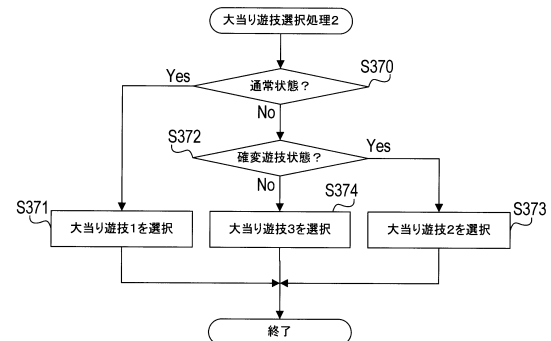 大当り遊技選択処理2
S370
通常状態？
Yes
No
S372
確変遊技状態？
Yes
No
S371
大当り遊技1を選択
S374
大当り遊技3を選択
S373
大当り遊技2を選択
終了